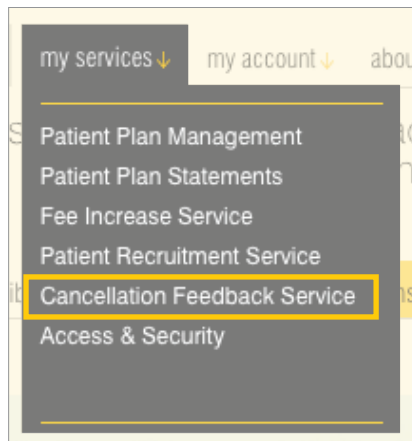 my services↓ my account↓ abou
Patient Plan Management
Patient Plan Statements
Fee Increase Service
Patient Recruitment Service
Cancellation Feedback Service
Access & Security